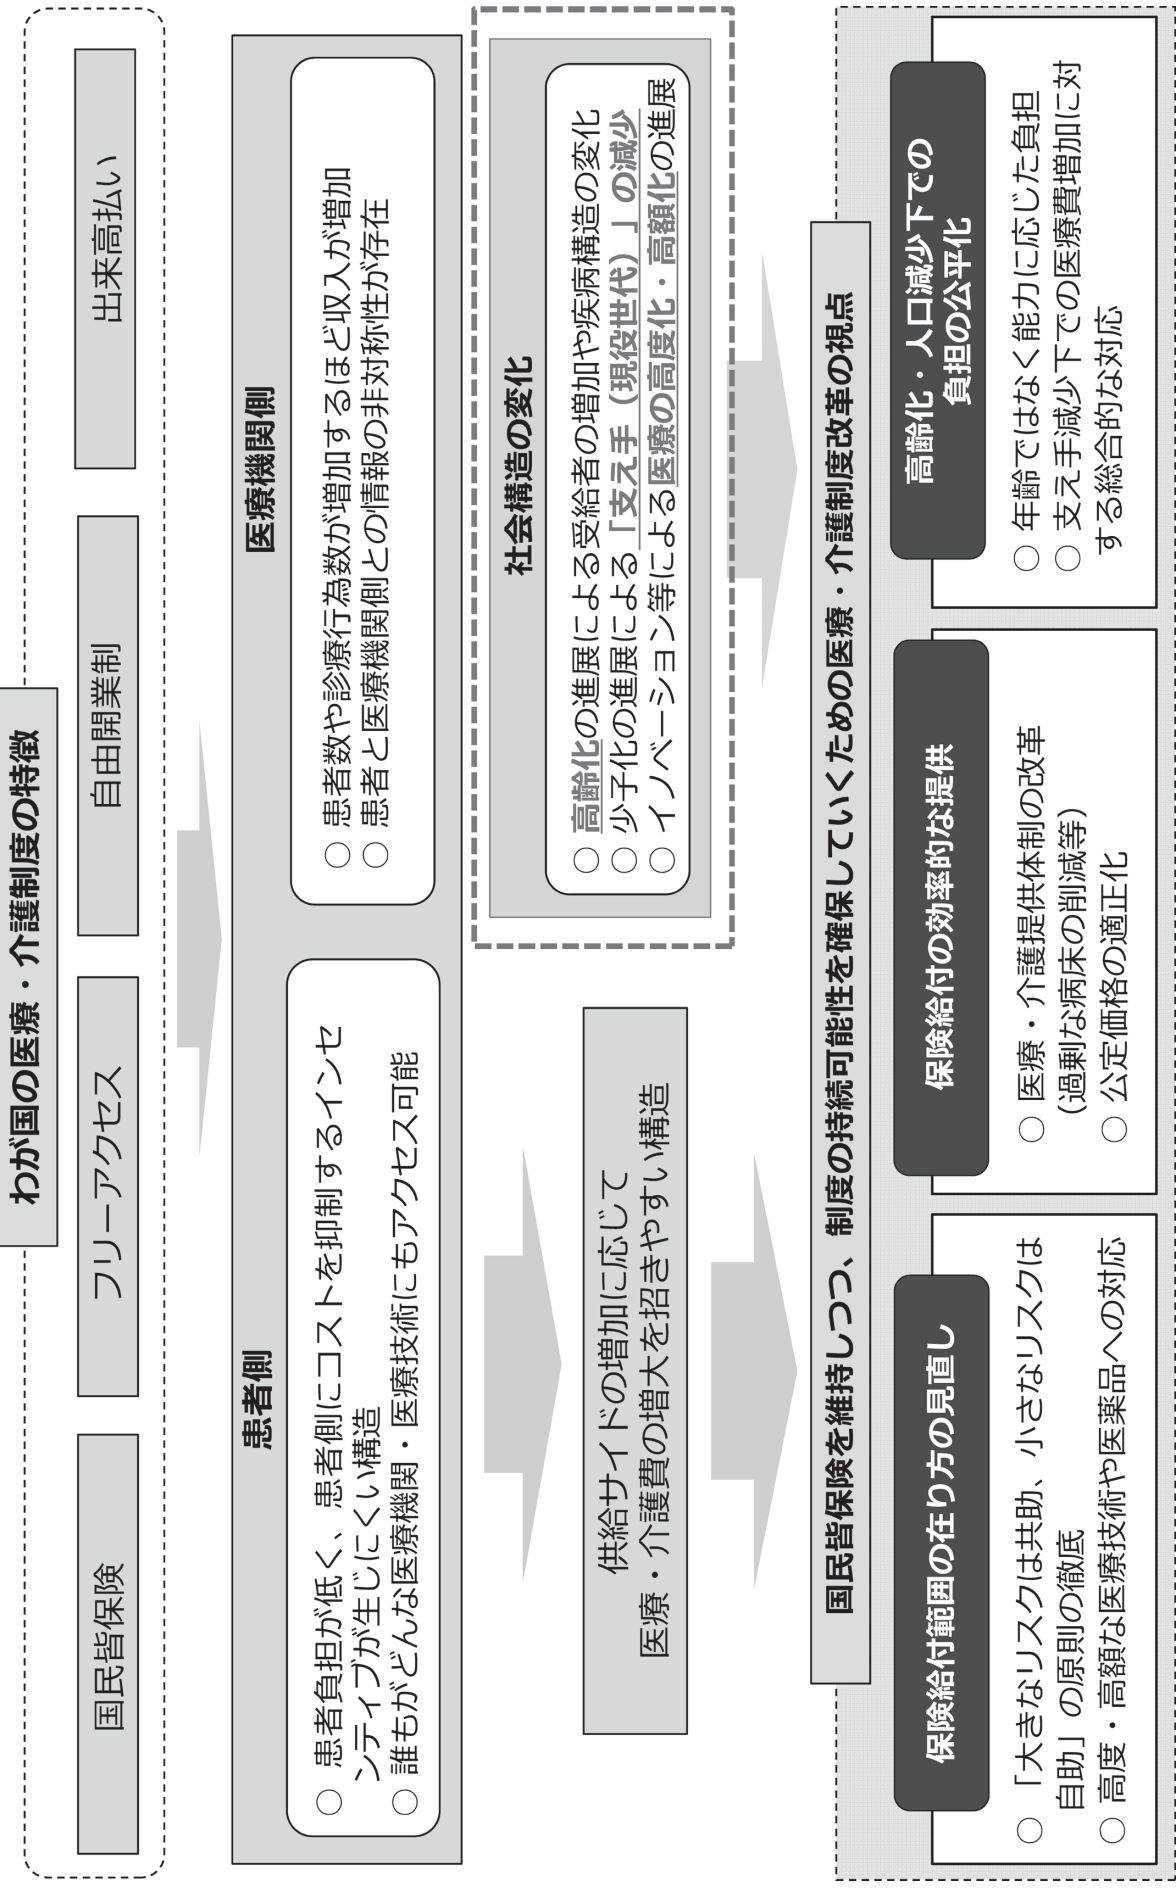 わが国の医療・介護制度の特徴
国民皆保険
フリーアクセス
自由開業制
出来高払い
患者側
○ 患者負担が低く、患者側にコストを抑制するインセ
ンティブが生じにくい構造
○ 誰もがどんな医療機関・医療技術にもアクセス可能
医療機関側
○ 患者数や診療行為数が増加するほど収入が増加
○ 患者と医療機関側との情報の非対称性が存在
供給サイドの増加に応じて
医療・介護費の増大を招きやすい構造
社会構造の変化
○ 高齢化の進展による受給者の増加や疾病構造の変化
○ 少子化の進展による「支え手（現役世代）」の減少
○ イノベーション等による医療の高度化・高額化の進展
国民皆保険を維持しつつ、制度の持続可能性を確保していくための医療・介護制度改革の視点
保険給付範囲の在り方の見直し
○ 「大きなリスクは共助、小さなリスクは
自助」の原則の徹底
○ 高度・高額な医療技術や医薬品への対応
保険給付の効率的な提供
○ 医療・介護提供体制の改革
（過剰な病床の削減等）
○ 公定価格の適正化
高齢化・人口減少下での
負担の公平化
○ 年齢ではなく能力に応じた負担
○ 支え手減少下での医療費増加に対
する総合的な対応